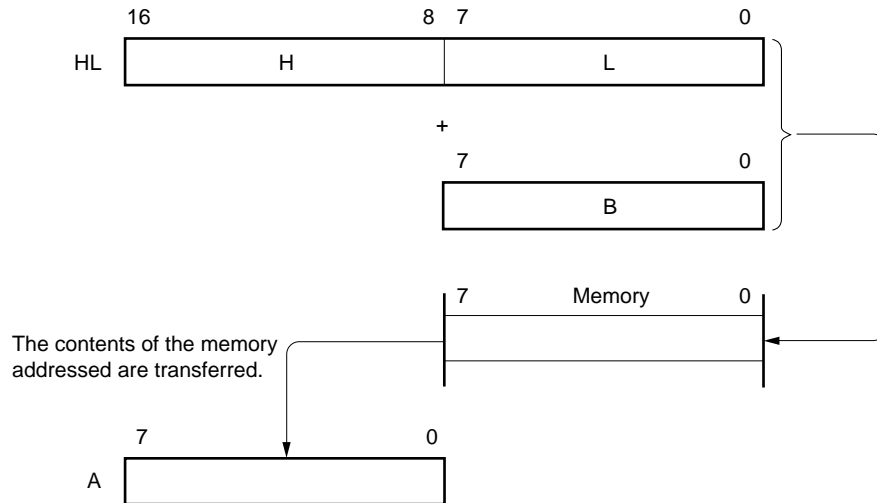 16 8 7 0
HL H L
+
7 0
B
7 Memory 0
The contents of the memory
addressed are transferred.
7 0
A